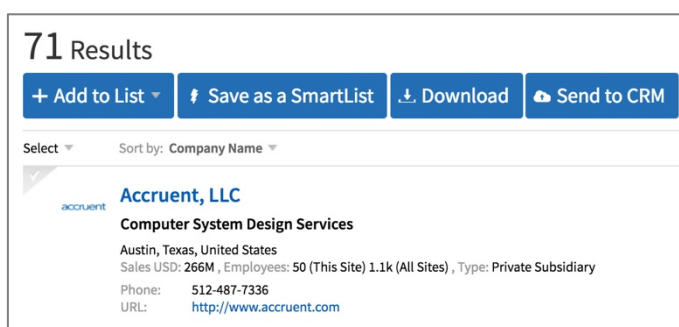 71 Results
+ Add to List Save as a SmartList Download Send to CRM
Select Sort by: Company Name
accruent
Accruent, LLC
Computer System Design Services
Austin, Texas, United States
Sales USD: 266M , Employees: 50 (This Site) 1.1k (All Sites) , Type: Private Subsidiary
Phone: 512-487-7336
URL: http://www.accruent.com